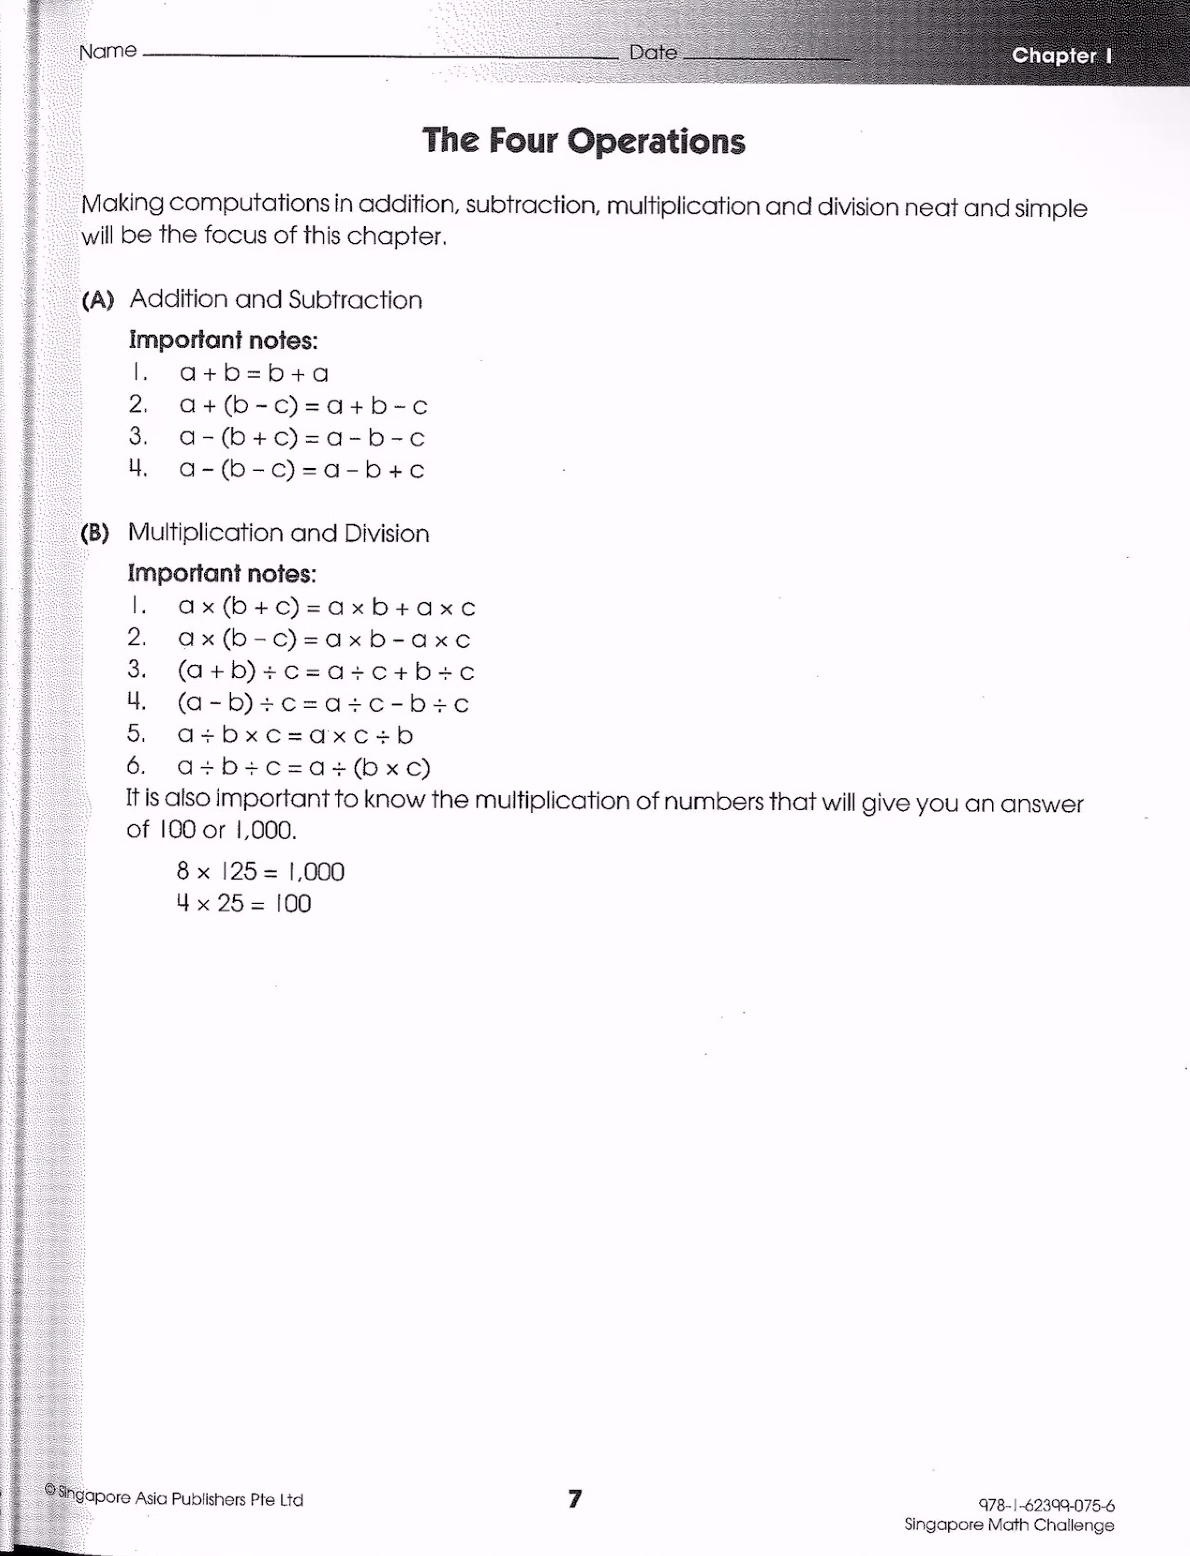 Name Date Chapter 1
The Four Operations
Making computations in addition, subtraction, multiplication and division neat and simple
will be the focus of this chapter.
(A) Addition and Subtraction
Important notes:
1. a + b = b + a
2. a + (b – c) = a + b – c
3. a – (b + c) = a – b – c
4. a – (b – c) = a – b + c
(B) Multiplication and Division
Important notes:
1. a × (b + c) = a × b + a × c
2. a × (b – c) = a × b – a × c
3. (a + b) ÷ c = a ÷ c + b ÷ c
4. (a – b) ÷ c = a ÷ c – b ÷ c
5. a ÷ b × c = a × c ÷ b
6. a ÷ b ÷ c = a ÷ (b × c)
It is also important to know the multiplication of numbers that will give you an answer
of 100 or 1,000.
8 × 125 = 1,000
4 × 25 = 100
© Singapore Asia Publishers Pte Ltd
7
978-1-62399-075-6
Singapore Math Challenge